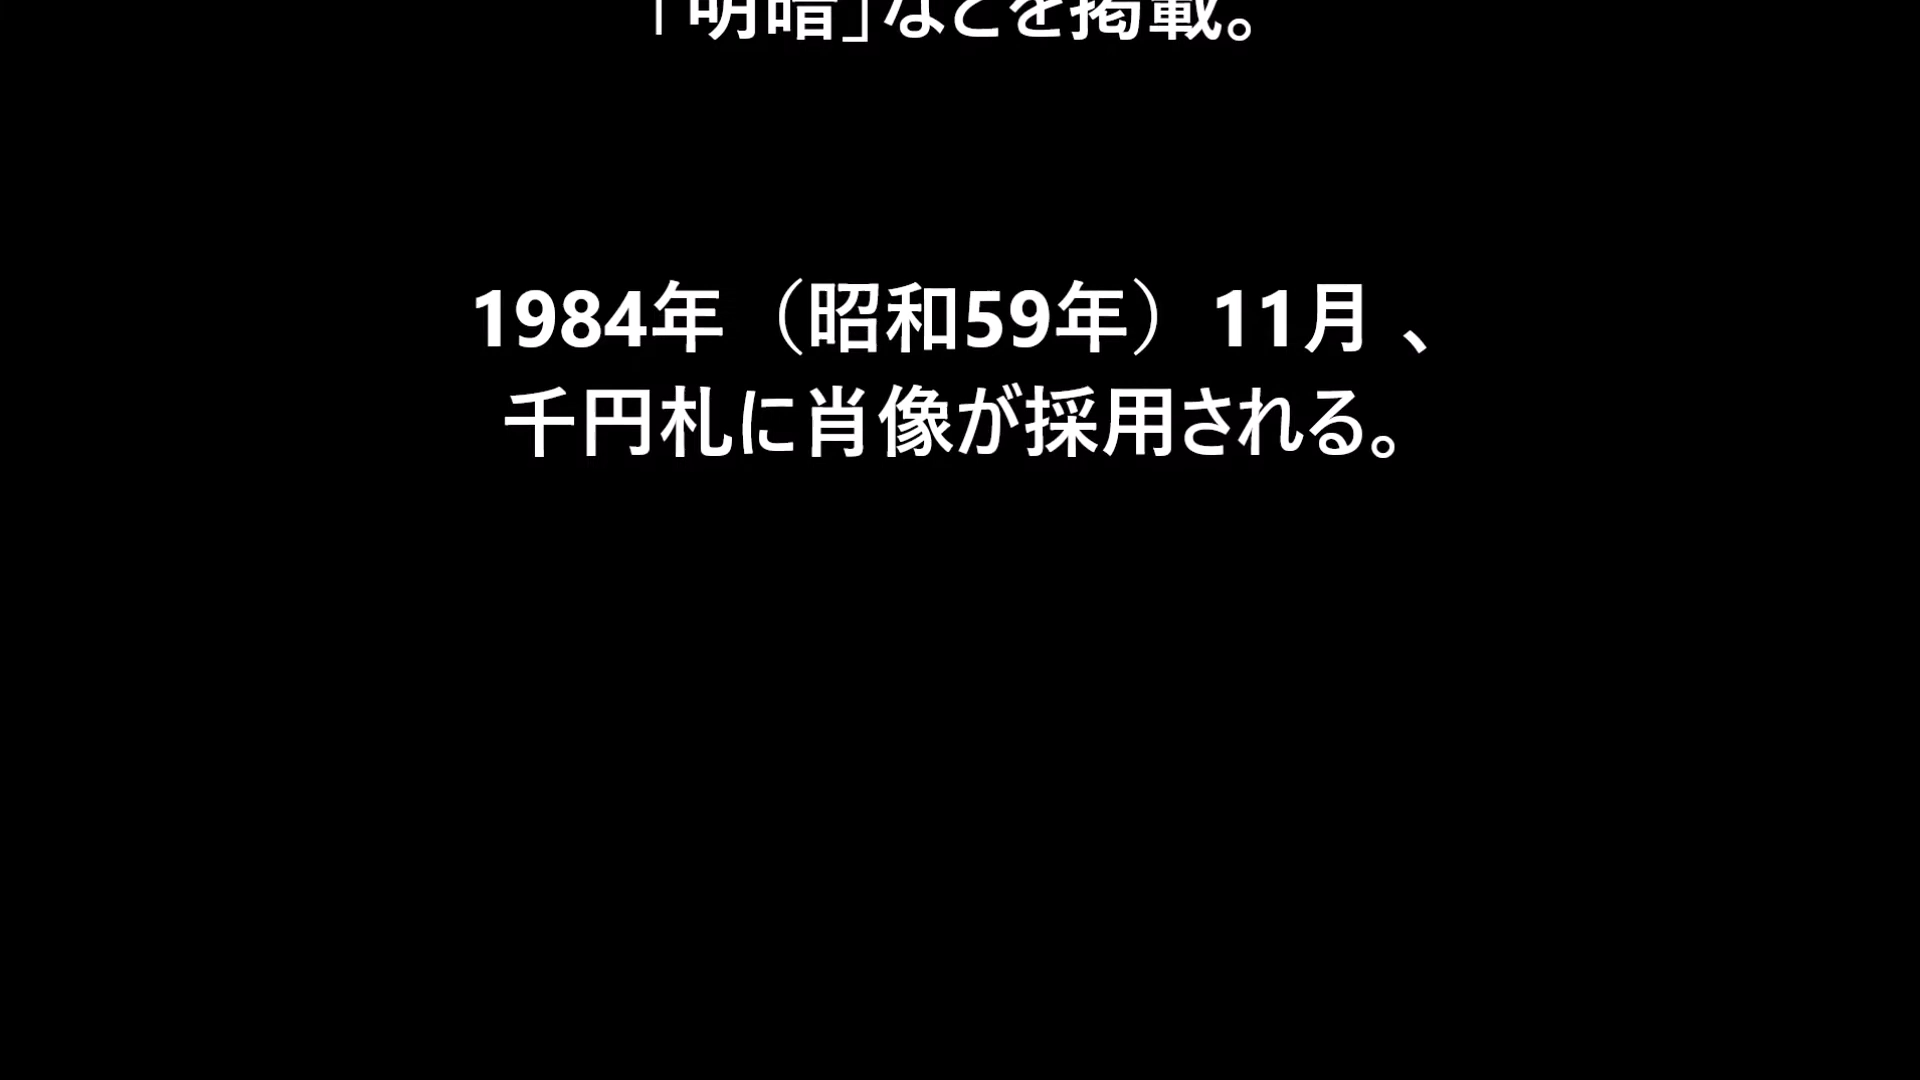 「明暗」などを掲載。
1984年（昭和59年）11月 、
千円札に肖像が採用される。